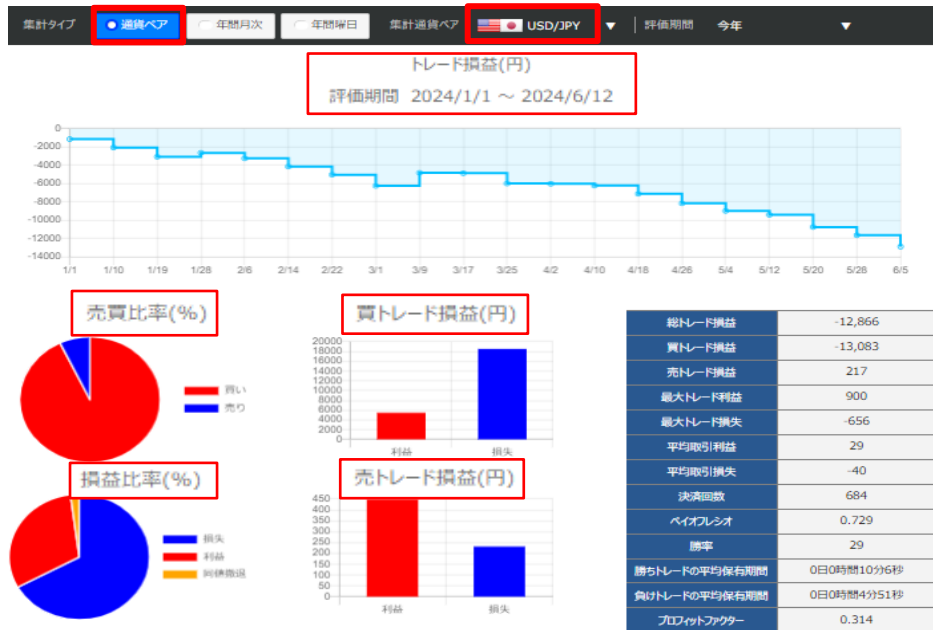 集計タイプ 通貨ペア 年間月次 年間曜日 集計通貨ペア USD/JPY ▼ 評価期間 今年 ▼
トレード損益(円)
評価期間 2024/1/1 ～ 2024/6/12
0
-2000
-4000
-6000
-8000
-10000
-12000
-14000
1/1 1/10 1/19 1/28 2/6 2/14 2/22 3/1 3/9 3/17 3/25 4/2 4/10 4/18 4/26 5/4 5/12 5/20 5/28 6/5
売買比率(%)
買い
売り
買トレード損益(円)
20000
18000
16000
14000
12000
10000
8000
6000
4000
2000
0
利益 損失
損益比率(%)
損失
利益
同値撤退
売トレード損益(円)
450
400
350
300
250
200
150
100
50
0
利益 損失
総トレード損益 -12,866
買トレード損益 -13,083
売トレード損益 217
最大トレード利益 900
最大トレード損失 -656
平均取引利益 29
平均取引損失 -40
決済回数 684
ペイオフレシオ 0.729
勝率 29
勝ちトレードの平均保有期間 0日0時間10分6秒
負けトレードの平均保有期間 0日0時間4分51秒
プロフィットファクター 0.314